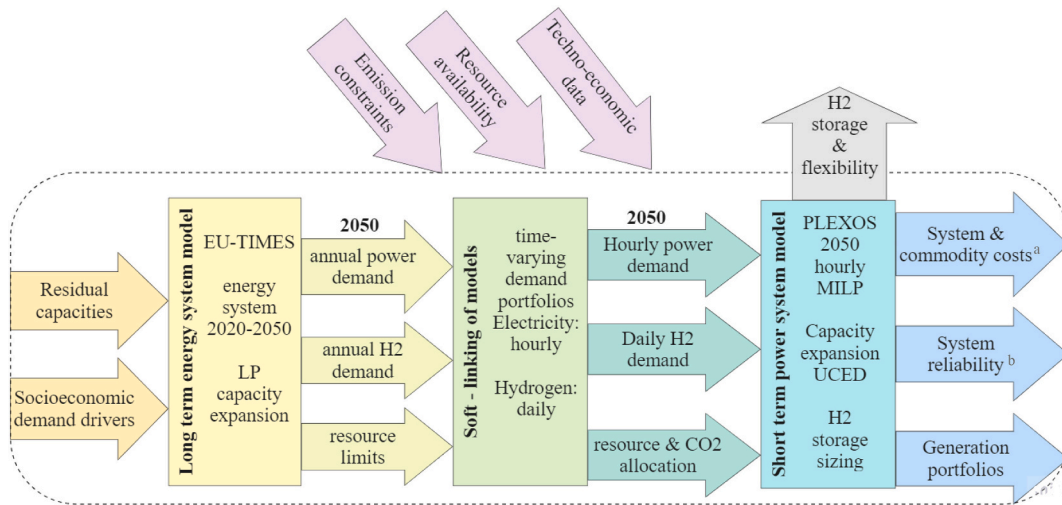 Emission
constraints
Resource
availability
Techno-economic
data
H2
storage
&
flexibility
Residual
capacities
Socioeconomic
demand drivers
Long term energy system model
EU-TIMES
energy
system
2020-2050
LP
capacity
expansion
2050
annual power
demand
annual H2
demand
resource
limits
Soft - linking of models
time-
varying
demand
portfolios
Electricity:
hourly
Hydrogen:
daily
2050
Hourly power
demand
Daily H2
demand
resource & CO2
allocation
Short term power system model
PLEXOS
2050
hourly
MILP
Capacity
expansion
UCED
H2
storage
sizing
System &
commodity costs a
System
reliability b
Generation
portfolios